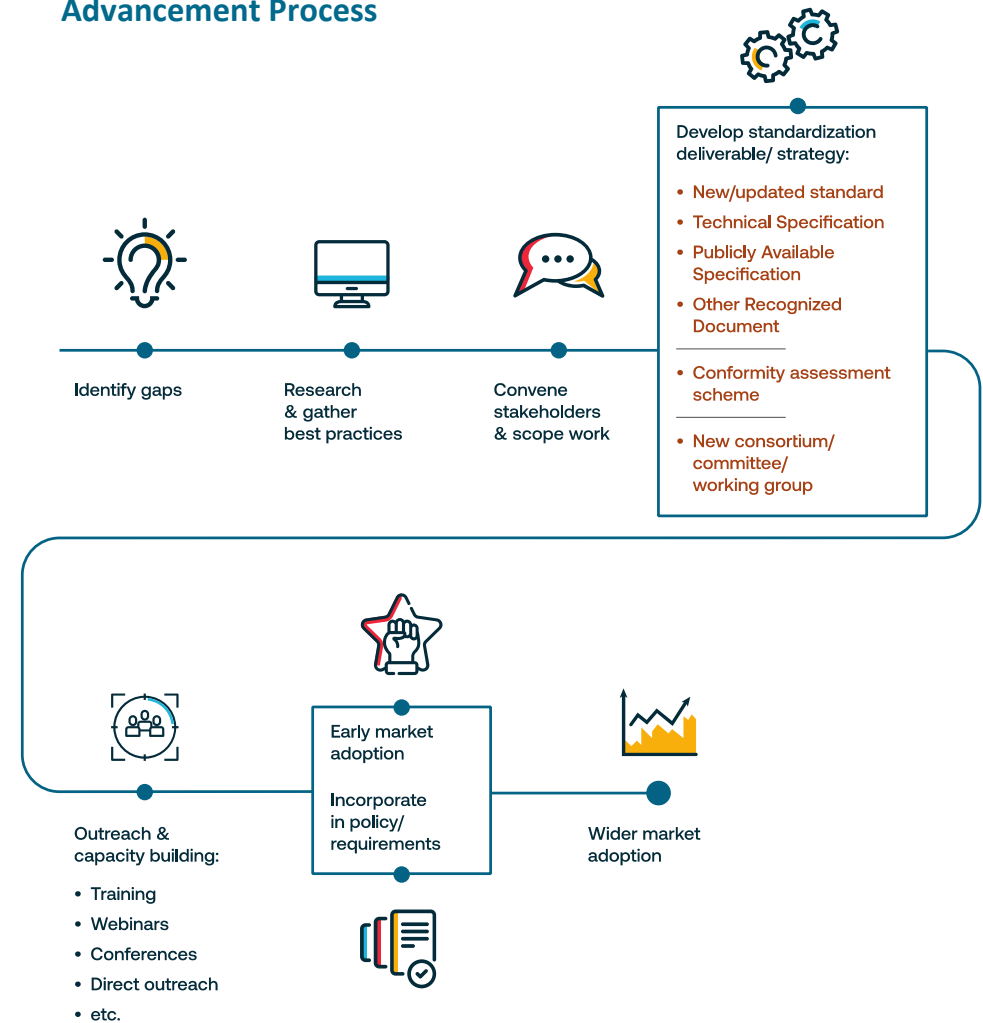 Advancement Process
Identify gaps
Research
& gather
best practices
Convene
stakeholders
& scope work
Develop standardization
deliverable/ strategy:
• New/updated standard
• Technical Specification
• Publicly Available
Specification
• Other Recognized
Document
• Conformity assessment
scheme
• New consortium/
committee/
working group
Outreach &
capacity building:
• Training
• Webinars
• Conferences
• Direct outreach
• etc.
Early market
adoption
Incorporate
in policy/
requirements
Wider market
adoption